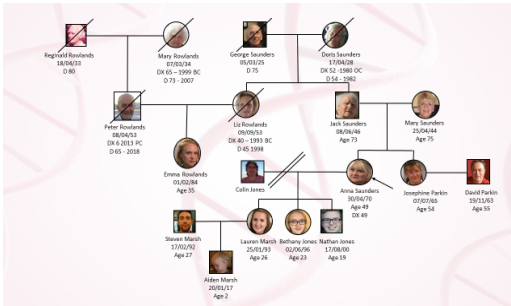 Reginald Rowlands
18/04/33
D 80
Mary Rowlands
07/03/34
DX 65 – 1999 BC
D 73 - 2007
George Saunders
05/03/25
D 75
Doris Saunders
17/04/28
DX 52 -1980 OC
D 54 - 1982
Peter Rowlands
08/04/53
DX 6 2013 PC
D 65 - 2018
Liz Rowlands
09/09/53
DX 40 – 1993 BC
D 45 1998
Jack Saunders
08/06/46
Age 73
Mary Saunders
25/04/44
Age 75
Emma Rowlands
01/02/84
Age 35
Colin Jones
Anna Saunders
30/04/70
Age 49
DX 49
Josephine Parkin
07/07/65
Age 54
David Parkin
19/11/63
Age 55
Steven Marsh
17/02/92
Age 27
Lauren Marsh
25/01/93
Age 26
Bethany Jones
02/06/96
Age 23
Nathan Jones
17/08/00
Age 19
Aiden Marsh
20/01/17
Age 2